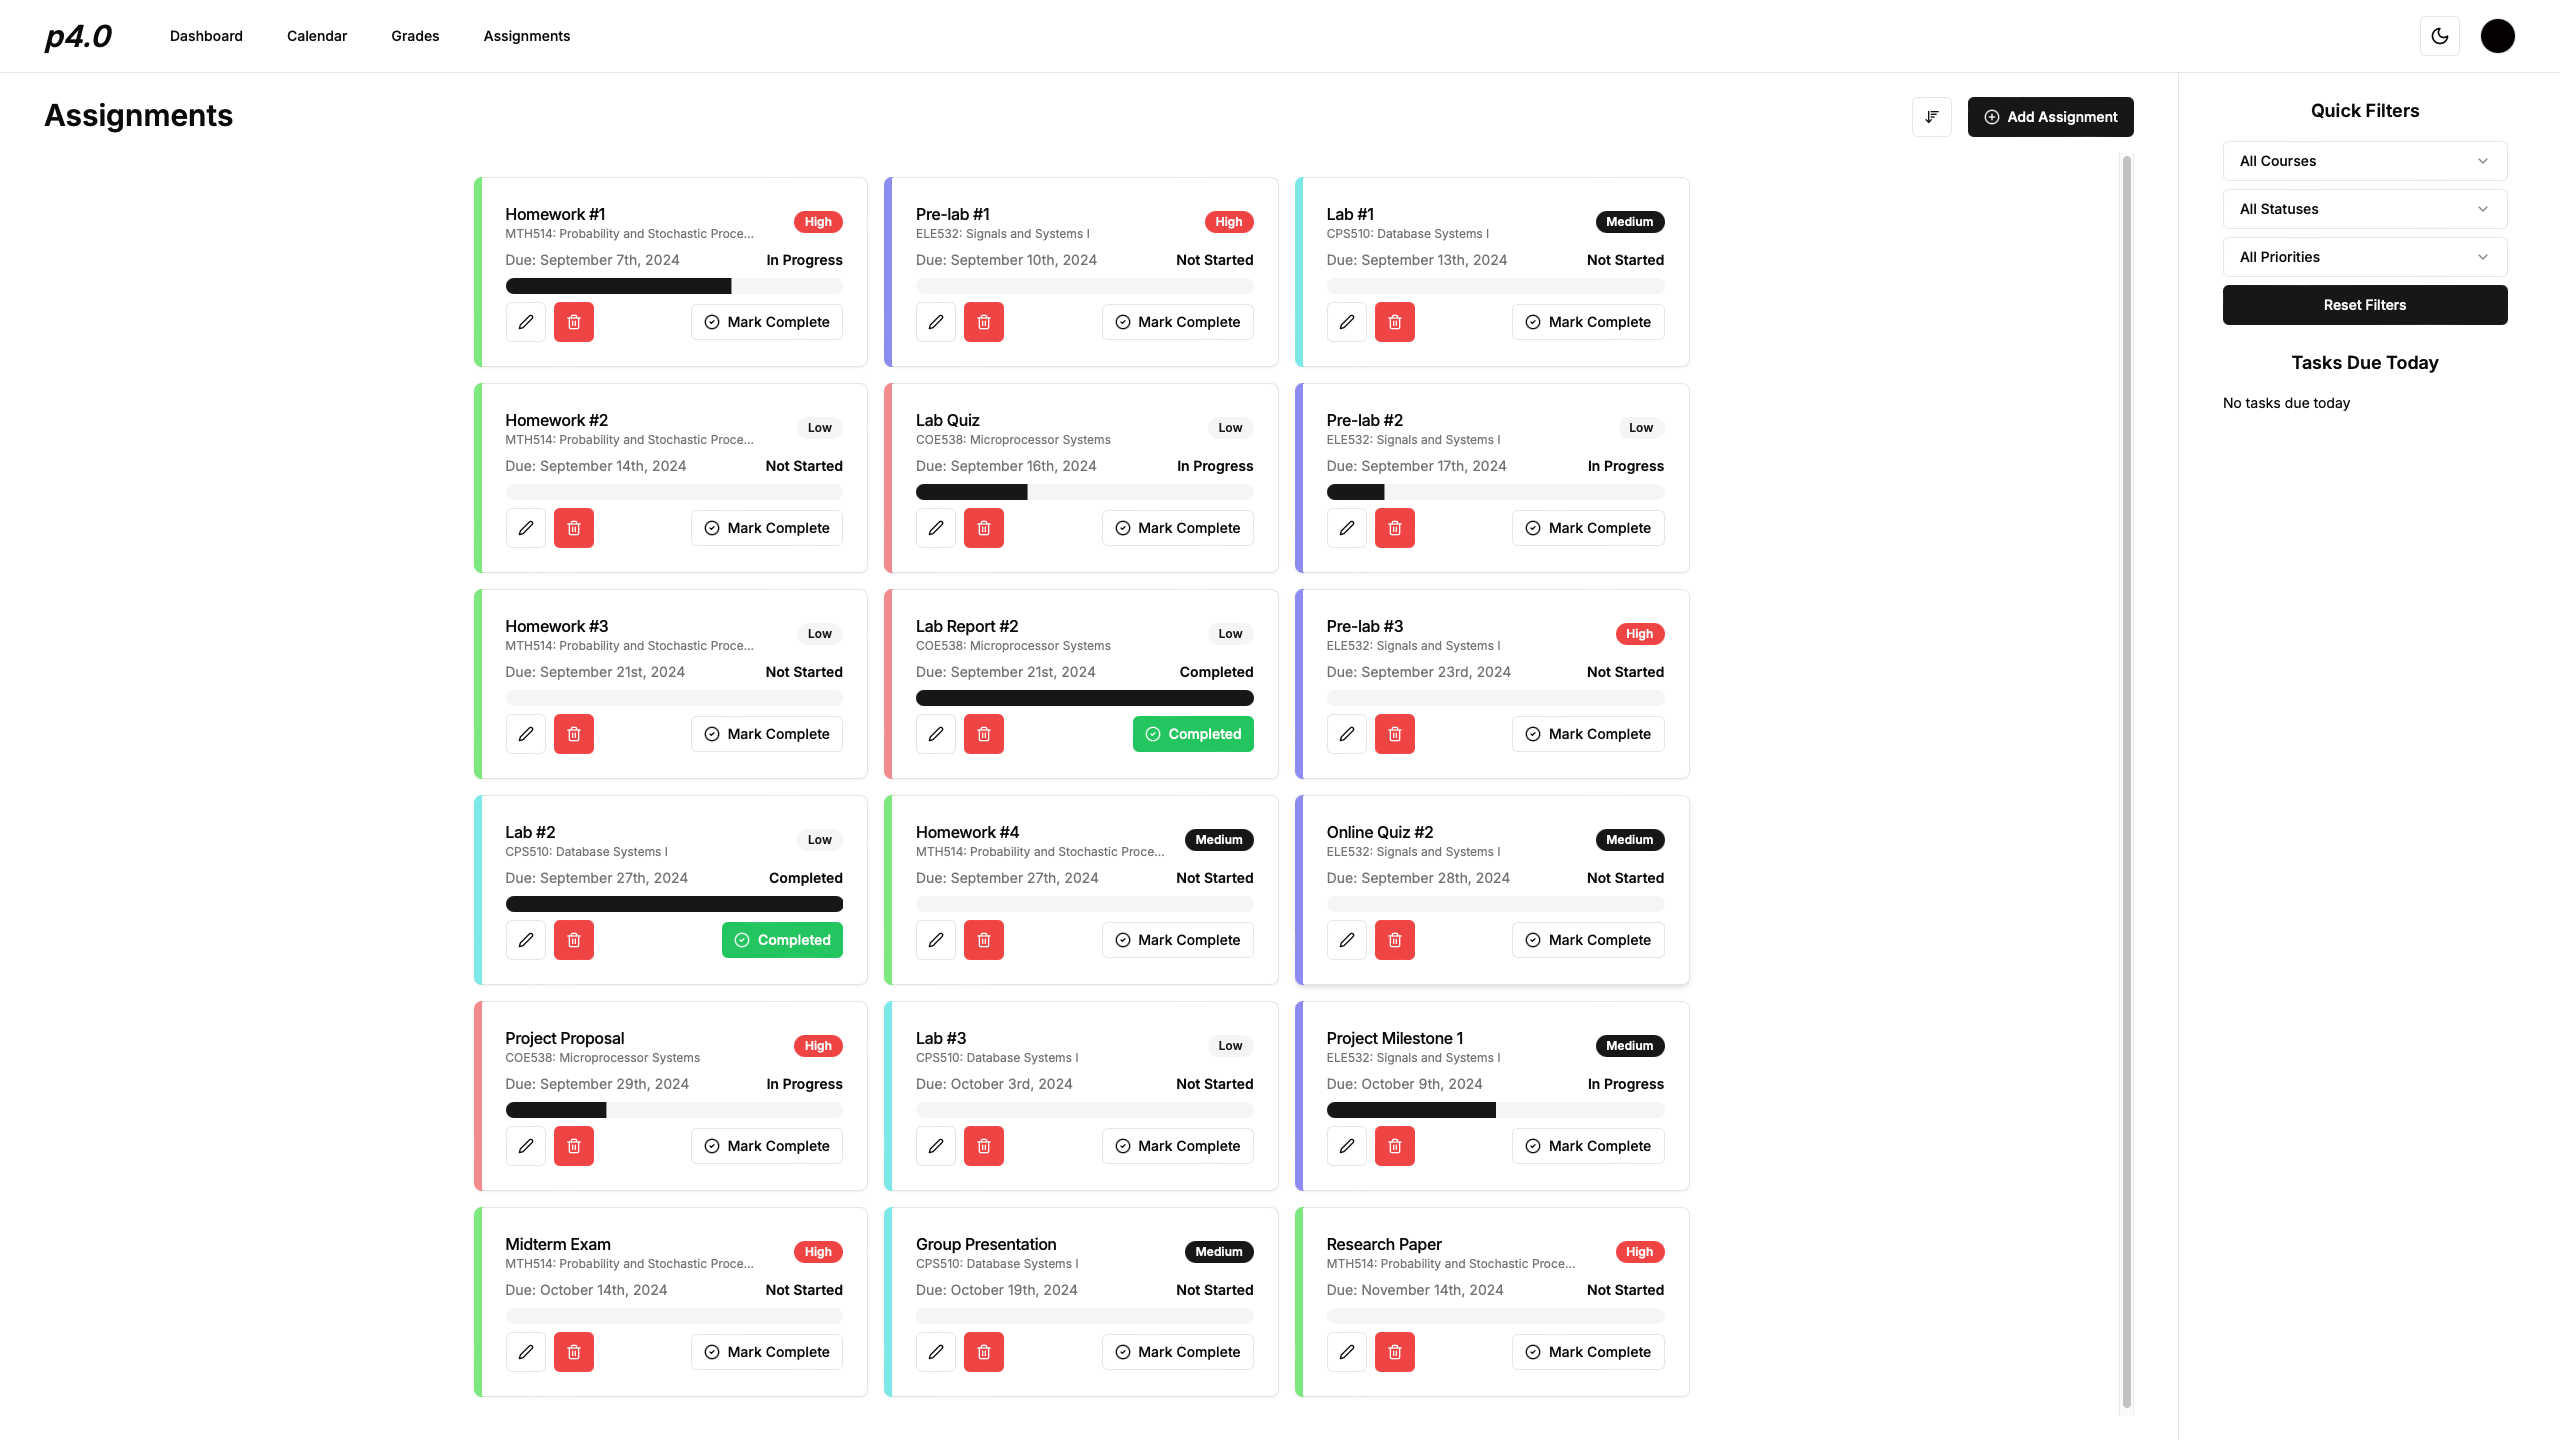 p4.0
Dashboard
Calendar
Grades
Assignments
Assignments
Add Assignment
Homework #1
High
MTH514: Probability and Stochastic Proce...
Due: September 7th, 2024
In Progress
Mark Complete
Pre-lab #1
High
ELE532: Signals and Systems I
Due: September 10th, 2024
Not Started
Mark Complete
Lab #1
Medium
CPS510: Database Systems I
Due: September 13th, 2024
Not Started
Mark Complete
Homework #2
Low
MTH514: Probability and Stochastic Proce...
Due: September 14th, 2024
Not Started
Mark Complete
Lab Quiz
Low
COE538: Microprocessor Systems
Due: September 16th, 2024
In Progress
Mark Complete
Pre-lab #2
Low
ELE532: Signals and Systems I
Due: September 17th, 2024
In Progress
Mark Complete
Homework #3
Low
MTH514: Probability and Stochastic Proce...
Due: September 21st, 2024
Not Started
Mark Complete
Lab Report #2
Low
COE538: Microprocessor Systems
Due: September 21st, 2024
Completed
Completed
Pre-lab #3
High
ELE532: Signals and Systems I
Due: September 23rd, 2024
Not Started
Mark Complete
Lab #2
Low
CPS510: Database Systems I
Due: September 27th, 2024
Completed
Completed
Homework #4
Medium
MTH514: Probability and Stochastic Proce...
Due: September 27th, 2024
Not Started
Mark Complete
Online Quiz #2
Medium
ELE532: Signals and Systems I
Due: September 28th, 2024
Not Started
Mark Complete
Project Proposal
High
COE538: Microprocessor Systems
Due: September 29th, 2024
In Progress
Mark Complete
Lab #3
Low
CPS510: Database Systems I
Due: October 3rd, 2024
Not Started
Mark Complete
Project Milestone 1
Medium
ELE532: Signals and Systems I
Due: October 9th, 2024
In Progress
Mark Complete
Midterm Exam
High
MTH514: Probability and Stochastic Proce...
Due: October 14th, 2024
Not Started
Mark Complete
Group Presentation
Medium
CPS510: Database Systems I
Due: October 19th, 2024
Not Started
Mark Complete
Research Paper
High
MTH514: Probability and Stochastic Proce...
Due: November 14th, 2024
Not Started
Mark Complete
Quick Filters
All Courses
All Statuses
All Priorities
Reset Filters
Tasks Due Today
No tasks due today